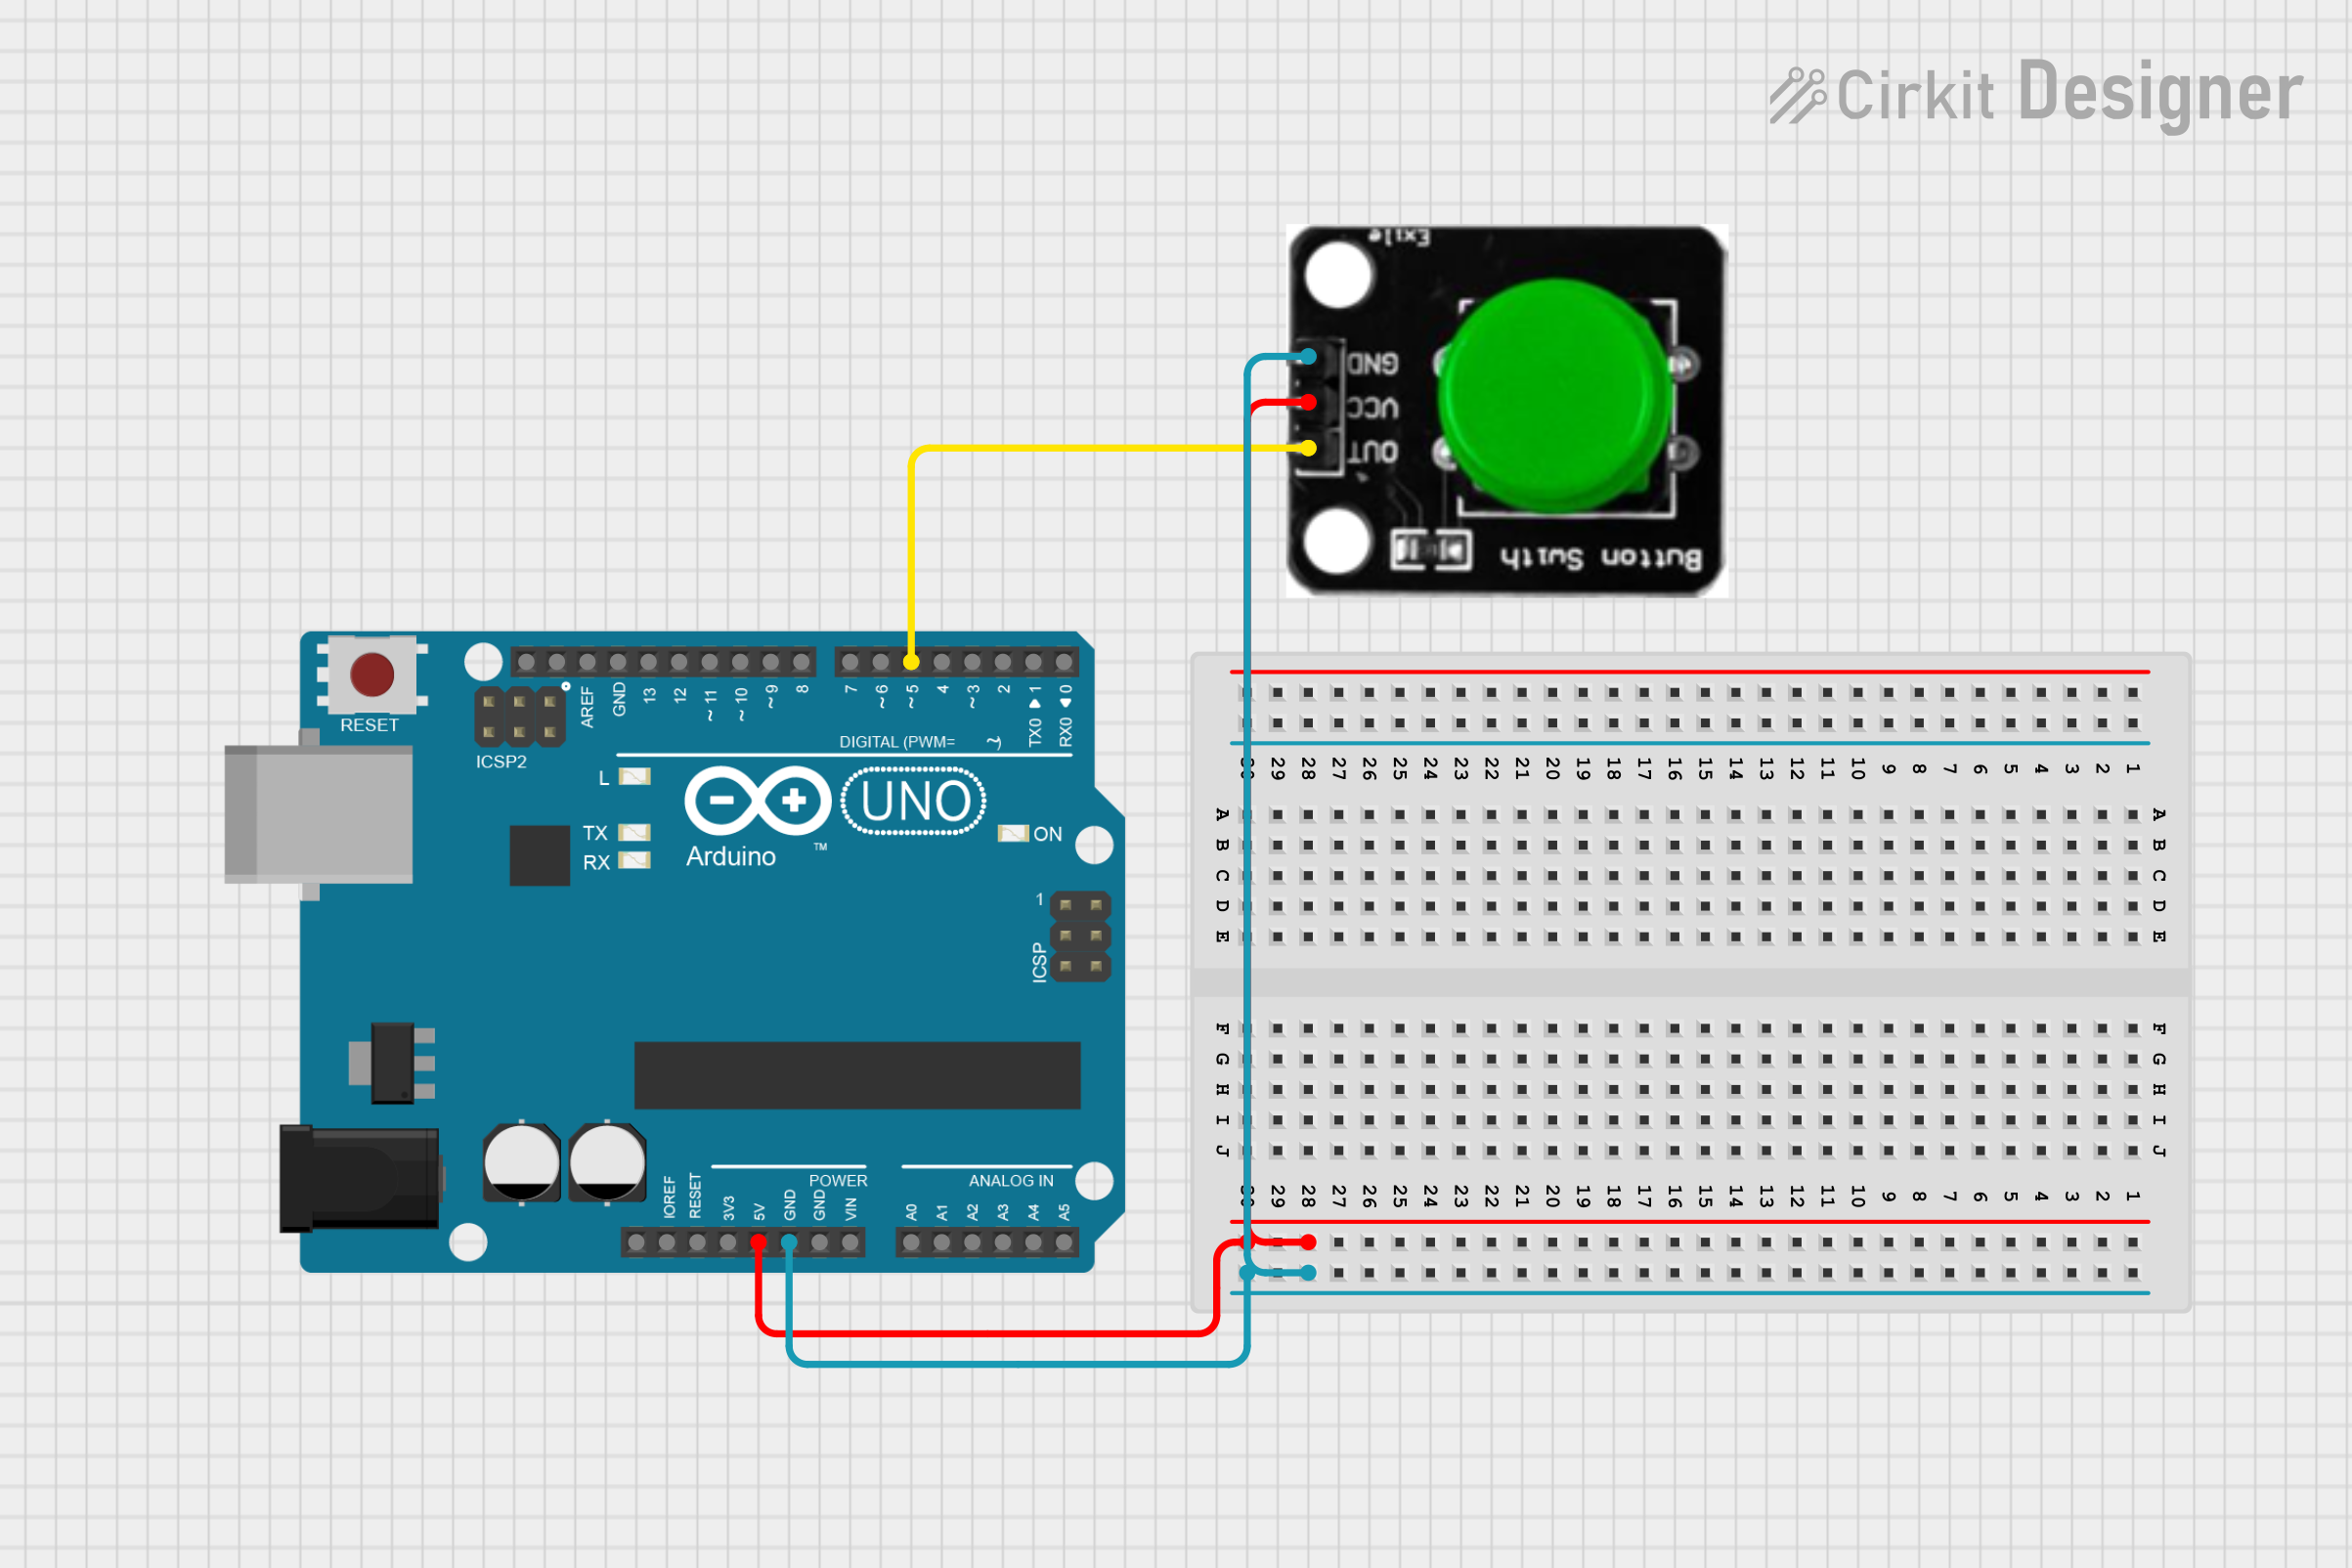 Cirkit Designer
Exile
GND
VCC
OUT
Button Swith
RESET
ICSP2
AREF
GND
13
12
~11
~10
~9
8
7
~6
~5
4
~3
2
TX0 1
RX0 0
DIGITAL (PWM= ~)
L
TX
RX
UNO
Arduino
TM
ON
1
ICSP
POWER
ANALOG IN
IOREF
RESET
3V3
5V
GND
GND
VIN
A0
A1
A2
A3
A4
A5
30 29 28 27 26 25 24 23 22 21 20 19 18 17 16 15 14 13 12 11 10 9 8 7 6 5 4 3 2 1
A A
B B
C C
D D
E E
F F
G G
H H
I I
J J
30 29 28 27 26 25 24 23 22 21 20 19 18 17 16 15 14 13 12 11 10 9 8 7 6 5 4 3 2 1